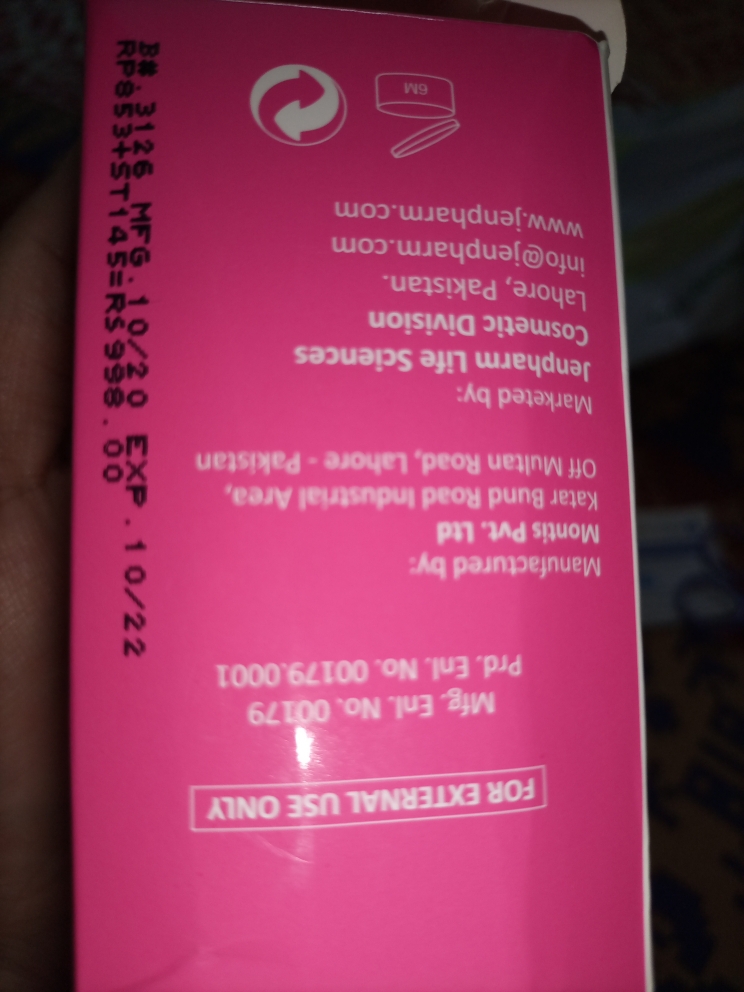 FOR EXTERNAL USE ONLY
Mfg. Enl. No. 00179
Prd. Enl. No. 00179.0001
Manufactured by:
Montis Pvt. Ltd
Katar Bund Road Industrial Area,
Off Multan Road, Lahore - Pakistan
Marketed by:
Jenpharm Life Sciences
Cosmetic Division
Lahore, Pakistan.
info@jenpharm.com
www.jenpharm.com
6M
B#.3126 MFG.10/20 EXP.10/22
RP853+ST145=RS998.00